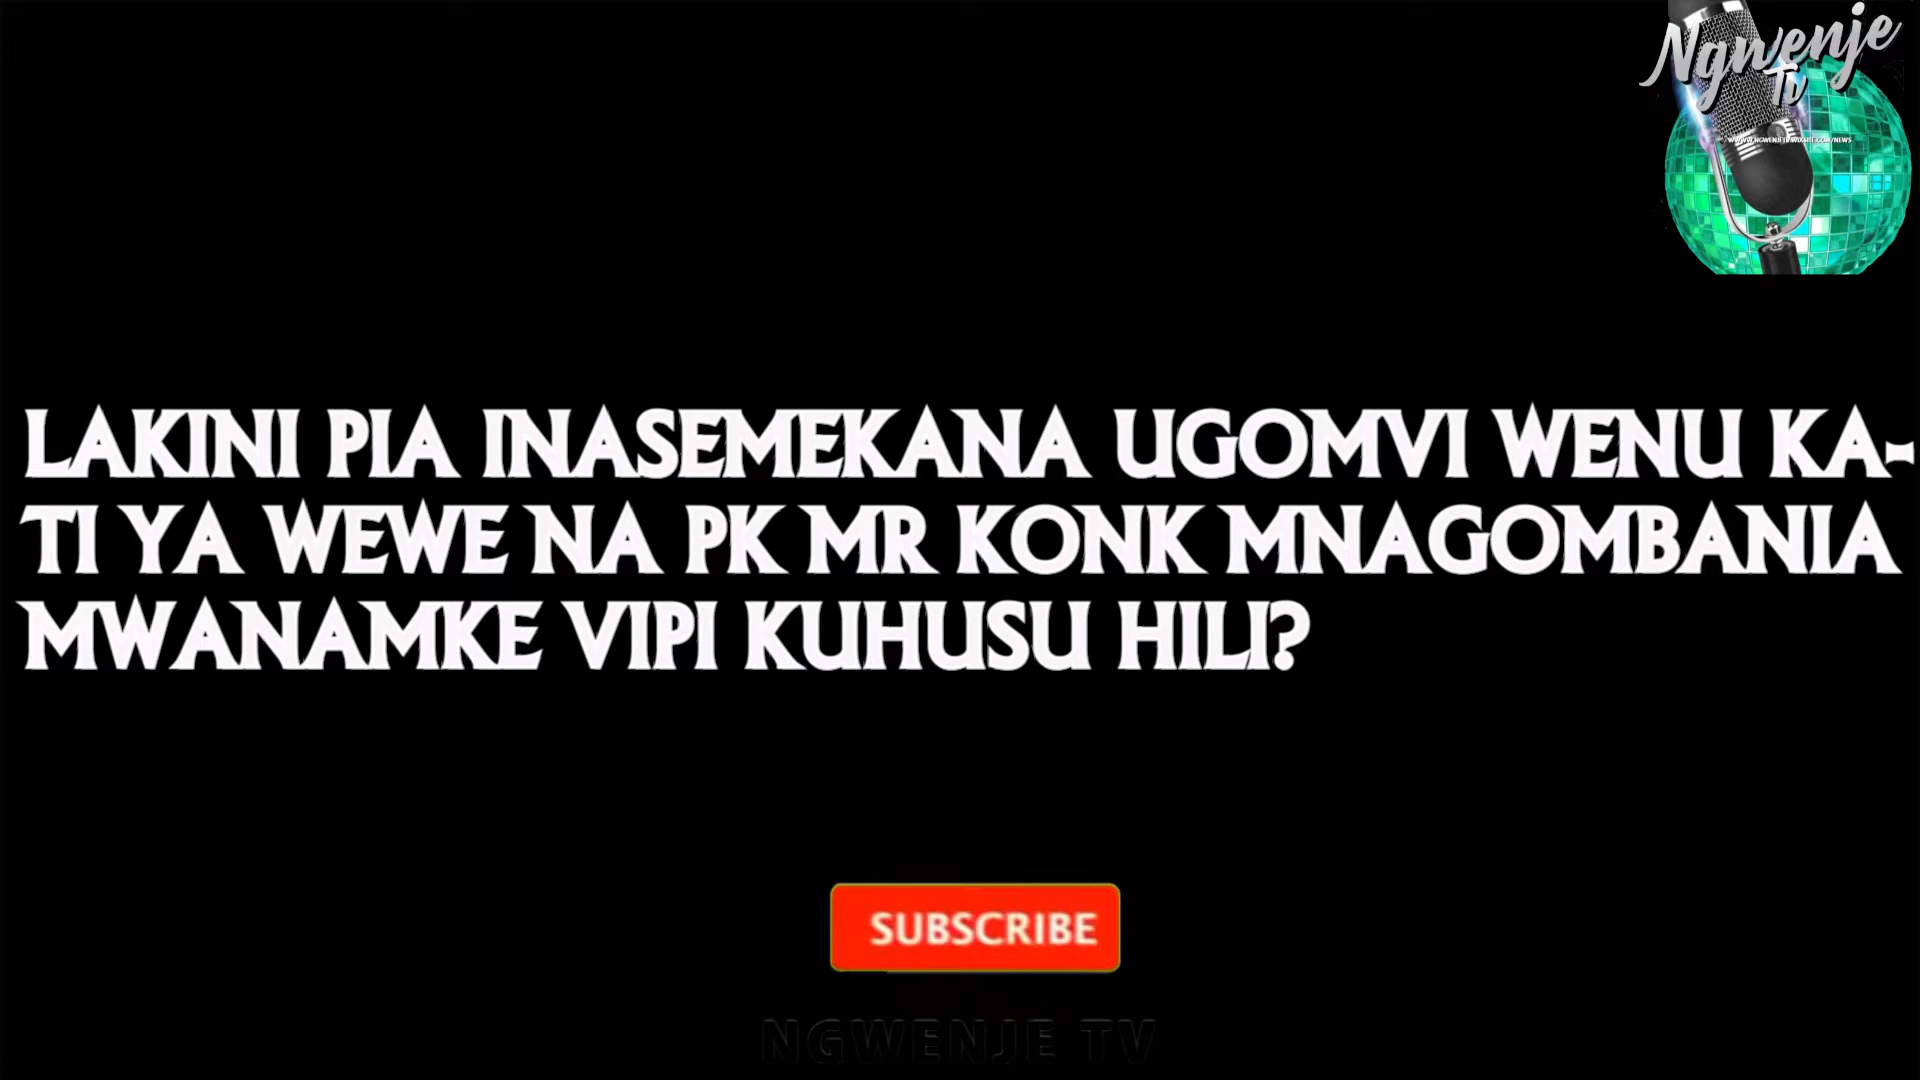 Ngwenje
Tv
LAKINI PIA INASEMEKANA UGOMVI WENU KA-
TI YA WEWE NA PK MR KONK MNAGOMBANIA
MWANAMKE VIPI KUHUSU HILI?
SUBSCRIBE
NGWENJE TV